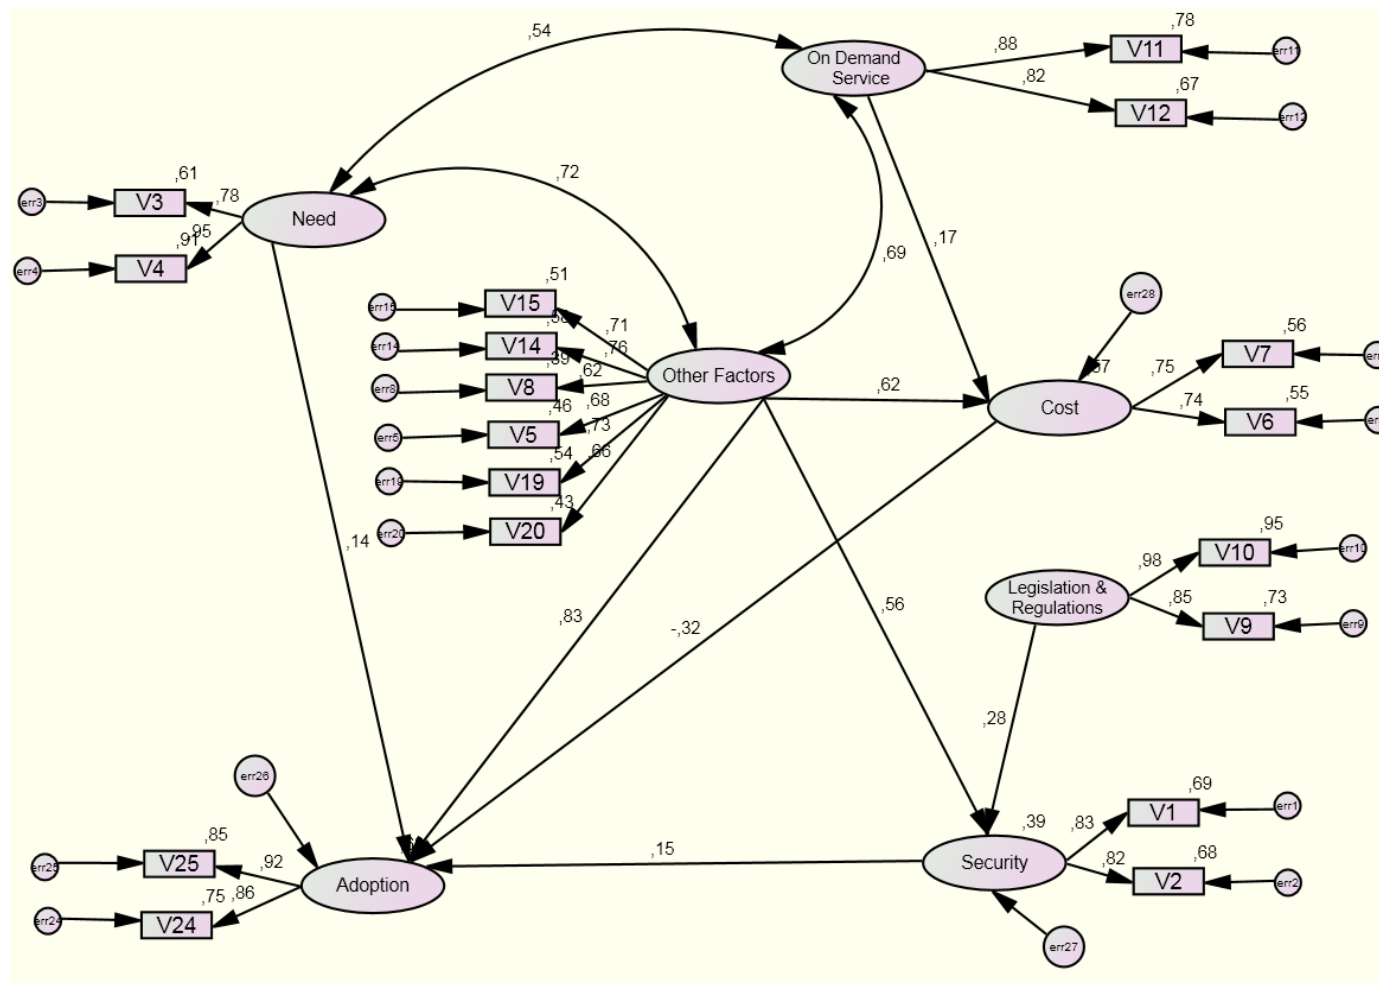 ,54
,78
,88
V11
err11
On Demand
Service
,82
,67
V12
err12
,72
,61
err3
V3
,78
Need
,95
,91
err4
V4
,17
,69
,51
err28
err15
V15
,71
,56
V7
,76
err14
V14
,75
,62
Other Factors
,62
err8
V8
,68
,46
Cost
,74
,55
V6
err5
V5
,73
,54
,66
err19
V19
,43
err20
V20
,14
,95
V10
err10
,98
Legislation &
Regulations
,85
,73
V9
err9
,56
,83
-,32
,28
err26
,69
V1
err1
,39
,83
,85
V25
err25
,92
,15
Security
,82
,68
V2
err2
Adoption
,75
,86
err24
V24
err27